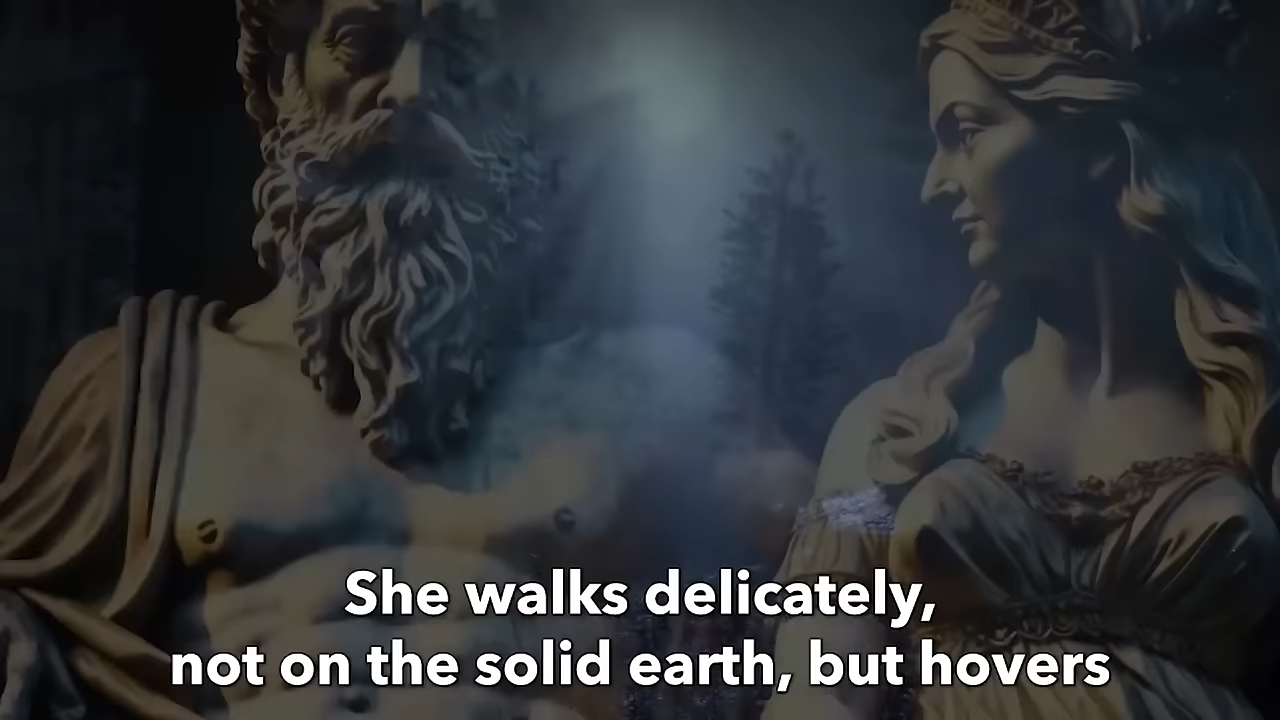 She walks delicately,
not on the solid earth, but hovers